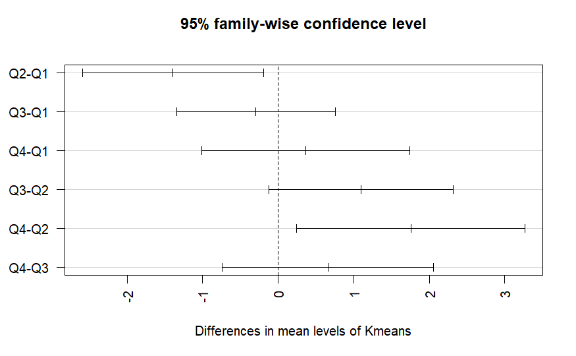 95% family-wise confidence level
Q2-Q1
Q3-Q1
Q4-Q1
Q3-Q2
Q4-Q2
Q4-Q3
-2 -1 0 1 2 3
Differences in mean levels of Kmeans